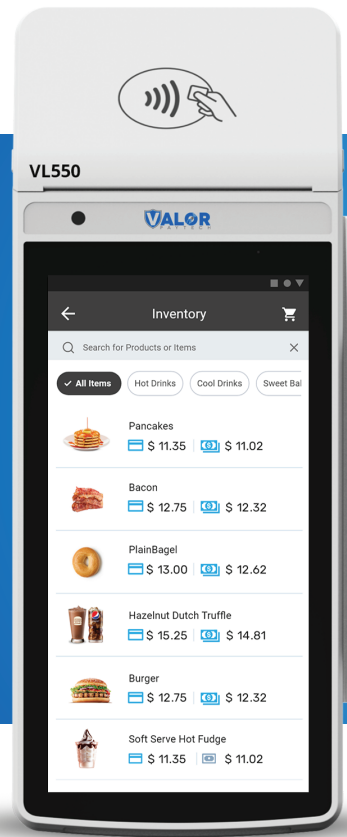 VL550
VALOR
PAYTECH
Inventory
Search for Products or Items
All Items
Hot Drinks
Cool Drinks
Sweet Bal
Pancakes
$ 11.35 $ 11.02
Bacon
$ 12.75 $ 12.32
PlainBagel
$ 13.00 $ 12.62
Hazelnut Dutch Truffle
$ 15.25 $ 14.81
Burger
$ 12.75 $ 12.32
Soft Serve Hot Fudge
$ 11.35 $ 11.02